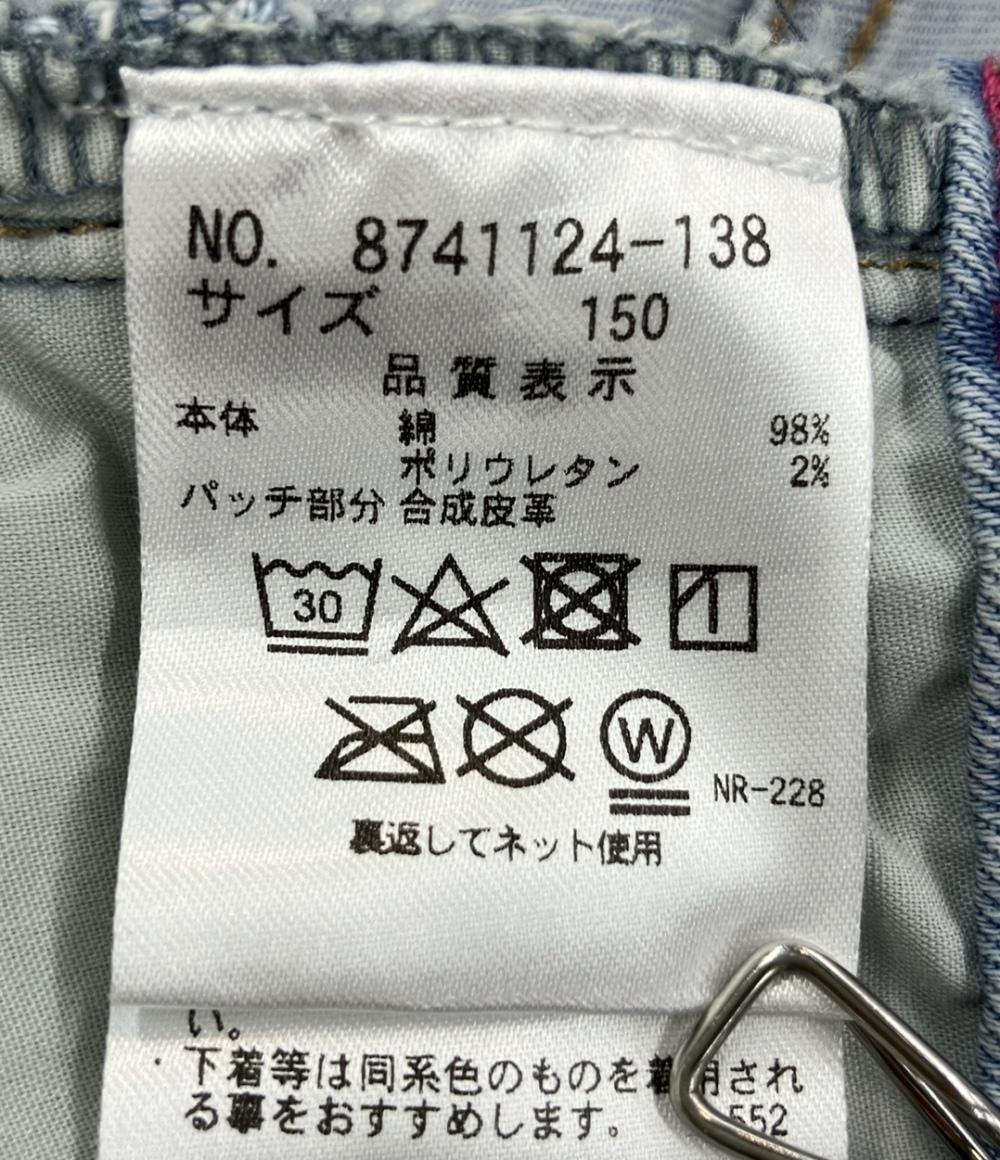 NO. 8741124-138
サイズ 150
品質表示
本体 綿 98%
ポリウレタン 2%
パッチ部分 合成皮革
30
W
NR-228
裏返してネット使用
い。
・下着等は同系色のものを着用され
る事をおすすめします。 552